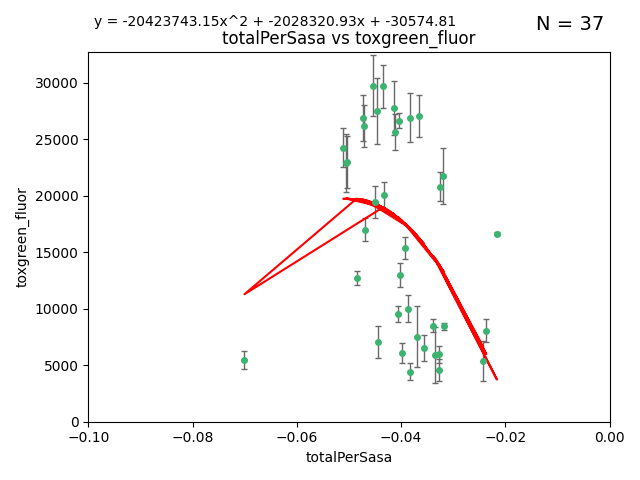 y = -20423743.15x^2 + -2028320.93x + -30574.81
N = 37
totalPerSasa vs toxgreen_fluor
toxgreen_fluor
30000
25000
20000
15000
10000
5000
0
−0.10
−0.08
−0.06
−0.04
−0.02
0.00
totalPerSasa